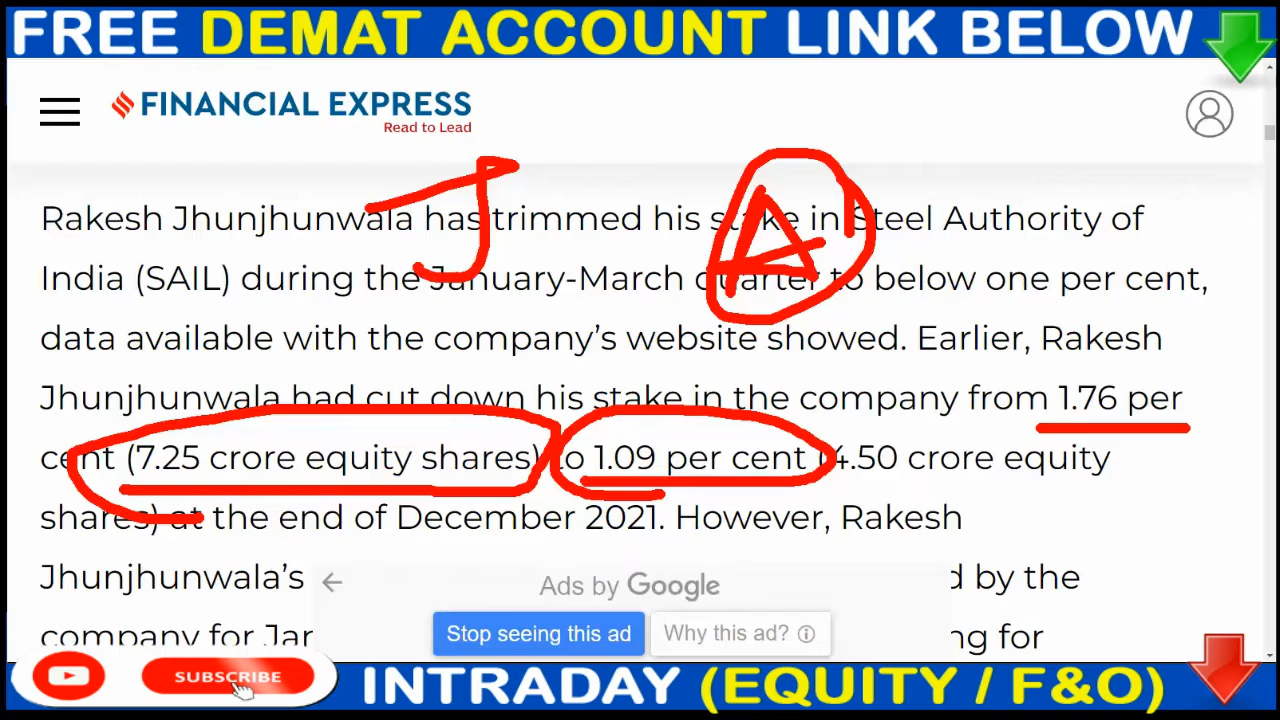 FREE DEMAT ACCOUNT LINK BELOW
FINANCIAL EXPRESS
Read to Lead
J A
Rakesh Jhunjhunwala has trimmed his stake in Steel Authority of
India (SAIL) during the January-March quarter to below one per cent,
data available with the company’s website showed. Earlier, Rakesh
Jhunjhunwala had cut down his stake in the company from 1.76 per
cent (7.25 crore equity shares) to 1.09 per cent (4.50 crore equity
shares) at the end of December 2021. However, Rakesh
Jhunjhunwala’s d by the
Ads by Google
company for Jar ng for
Stop seeing this ad Why this ad?
SUBSCRIBE
INTRADAY (EQUITY / F&O)